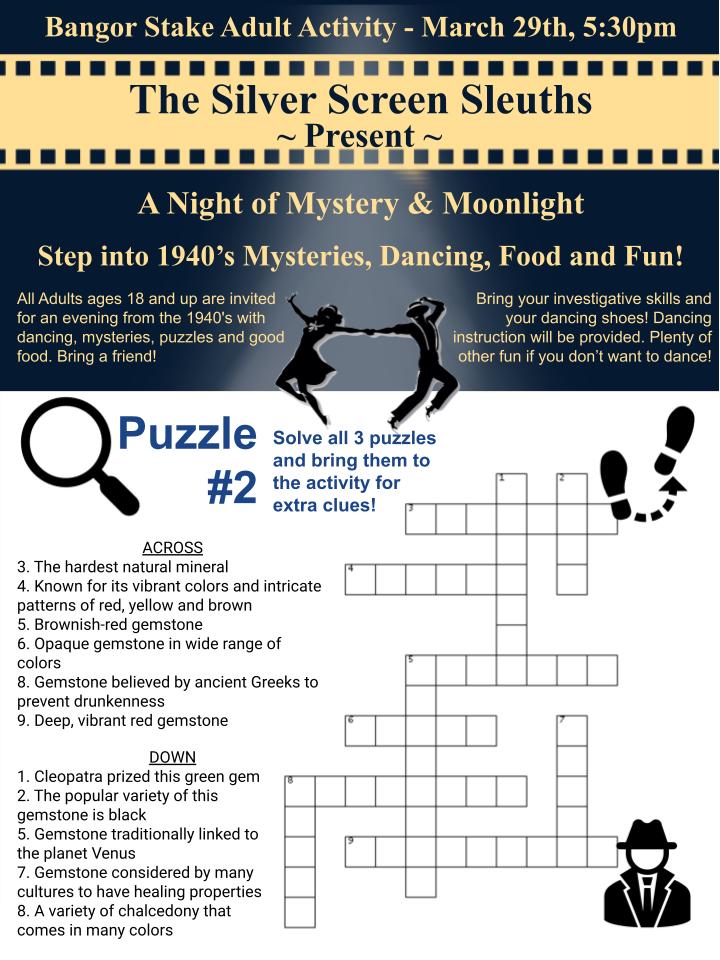 Bangor Stake Adult Activity - March 29th, 5:30pm
The Silver Screen Sleuths
~ Present ~
A Night of Mystery & Moonlight
Step into 1940’s Mysteries, Dancing, Food and Fun!
All Adults ages 18 and up are invited
for an evening from the 1940's with
dancing, mysteries, puzzles and good
food. Bring a friend!
Bring your investigative skills and
your dancing shoes! Dancing
instruction will be provided. Plenty of
other fun if you don’t want to dance!
Puzzle
#2
Solve all 3 puzzles
and bring them to
the activity for
extra clues!
ACROSS
3. The hardest natural mineral
4. Known for its vibrant colors and intricate
patterns of red, yellow and brown
5. Brownish-red gemstone
6. Opaque gemstone in wide range of
colors
8. Gemstone believed by ancient Greeks to
prevent drunkenness
9. Deep, vibrant red gemstone
DOWN
1. Cleopatra prized this green gem
2. The popular variety of this
gemstone is black
5. Gemstone traditionally linked to
the planet Venus
7. Gemstone considered by many
cultures to have healing properties
8. A variety of chalcedony that
comes in many colors
1 2
3
4
5
6 7
8
9